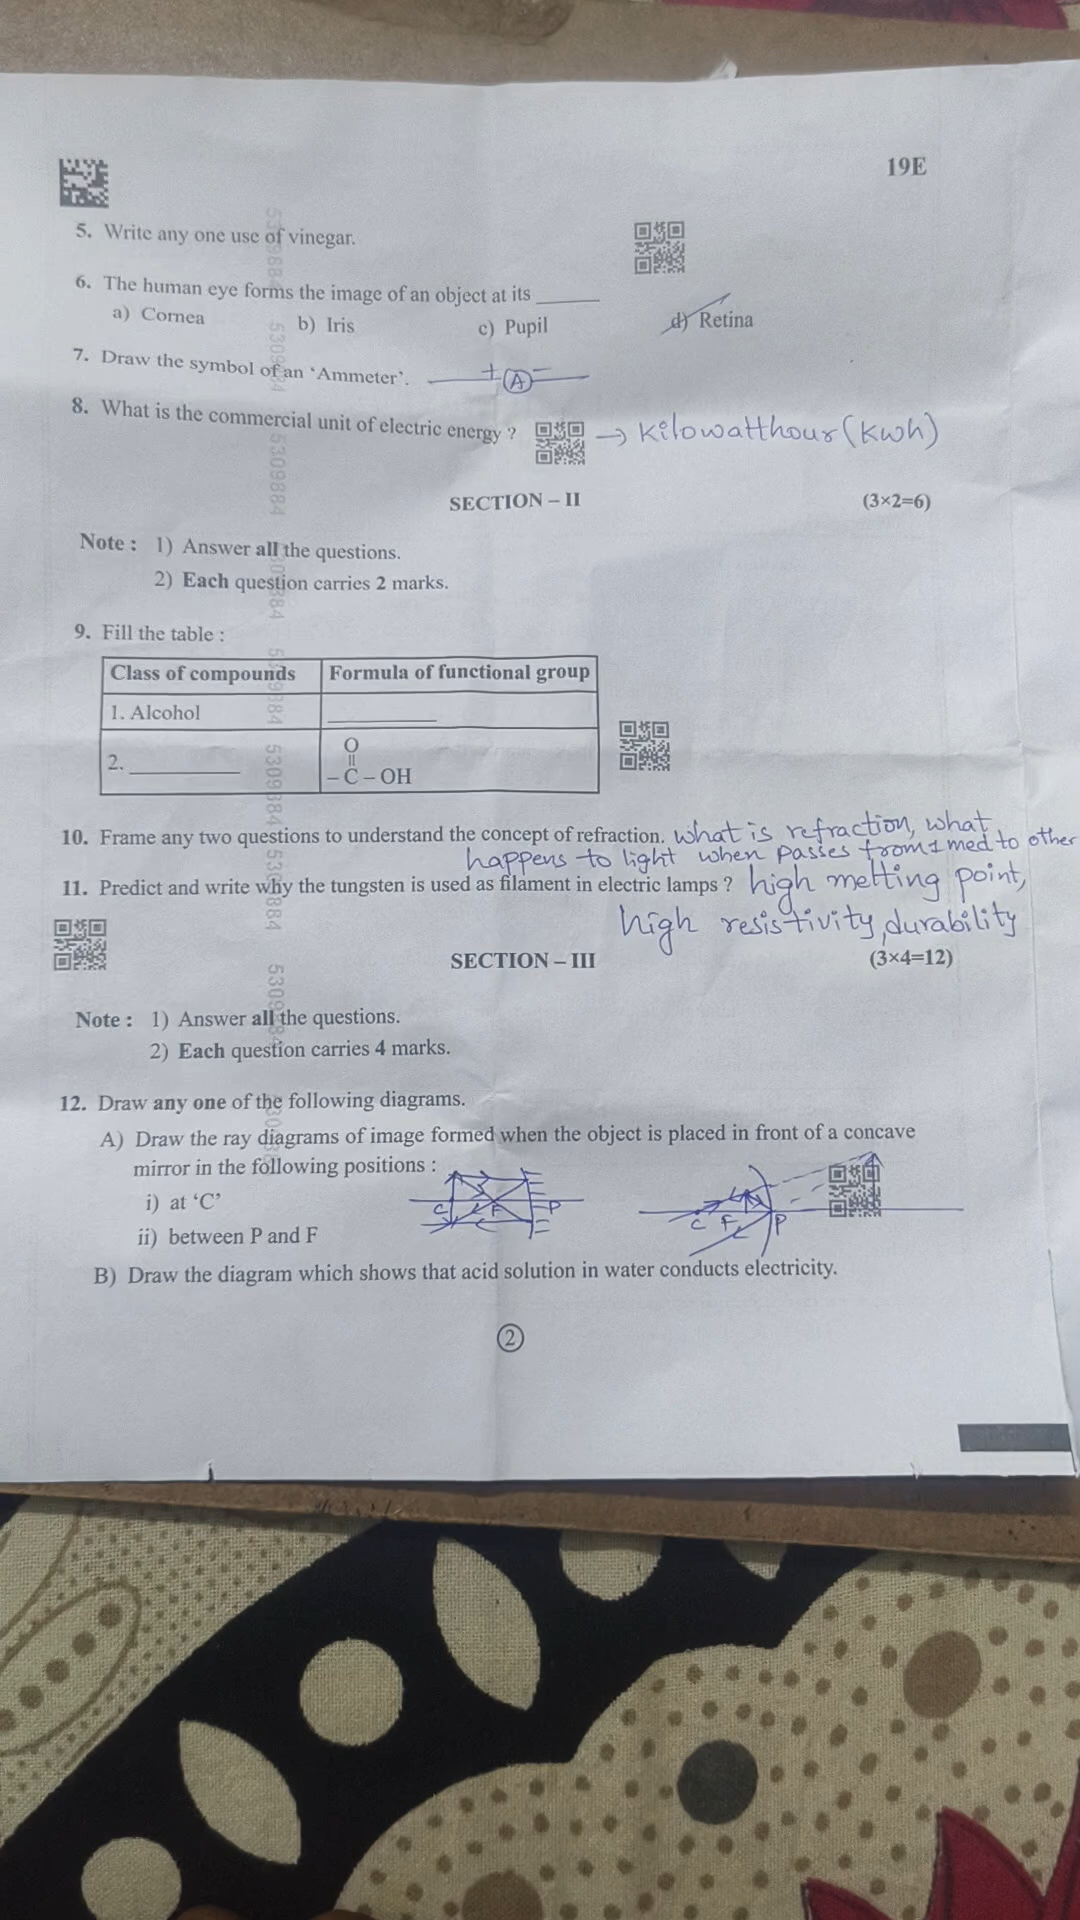 19E
5. Write any one use of vinegar.
6. The human eye forms the image of an object at its ______
a) Cornea b) Iris c) Pupil d) Retina
7. Draw the symbol of an 'Ammeter'. + A −
8. What is the commercial unit of electric energy ? → Kilowatthour (Kwh)
SECTION – II (3×2=6)
Note : 1) Answer all the questions.
2) Each question carries 2 marks.
9. Fill the table :
Class of compounds Formula of functional group
1. Alcohol ______
O
||
2. ______ – C – OH
10. Frame any two questions to understand the concept of refraction. what is refraction, what
happens to light when passes from 1 med to other
11. Predict and write why the tungsten is used as filament in electric lamps ? high melting point,
high resistivity, durability
SECTION – III (3×4=12)
Note : 1) Answer all the questions.
2) Each question carries 4 marks.
12. Draw any one of the following diagrams.
A) Draw the ray diagrams of image formed when the object is placed in front of a concave
mirror in the following positions :
i) at 'C'
C F P C F P
ii) between P and F
B) Draw the diagram which shows that acid solution in water conducts electricity.
2
5309884 5309884 5309884